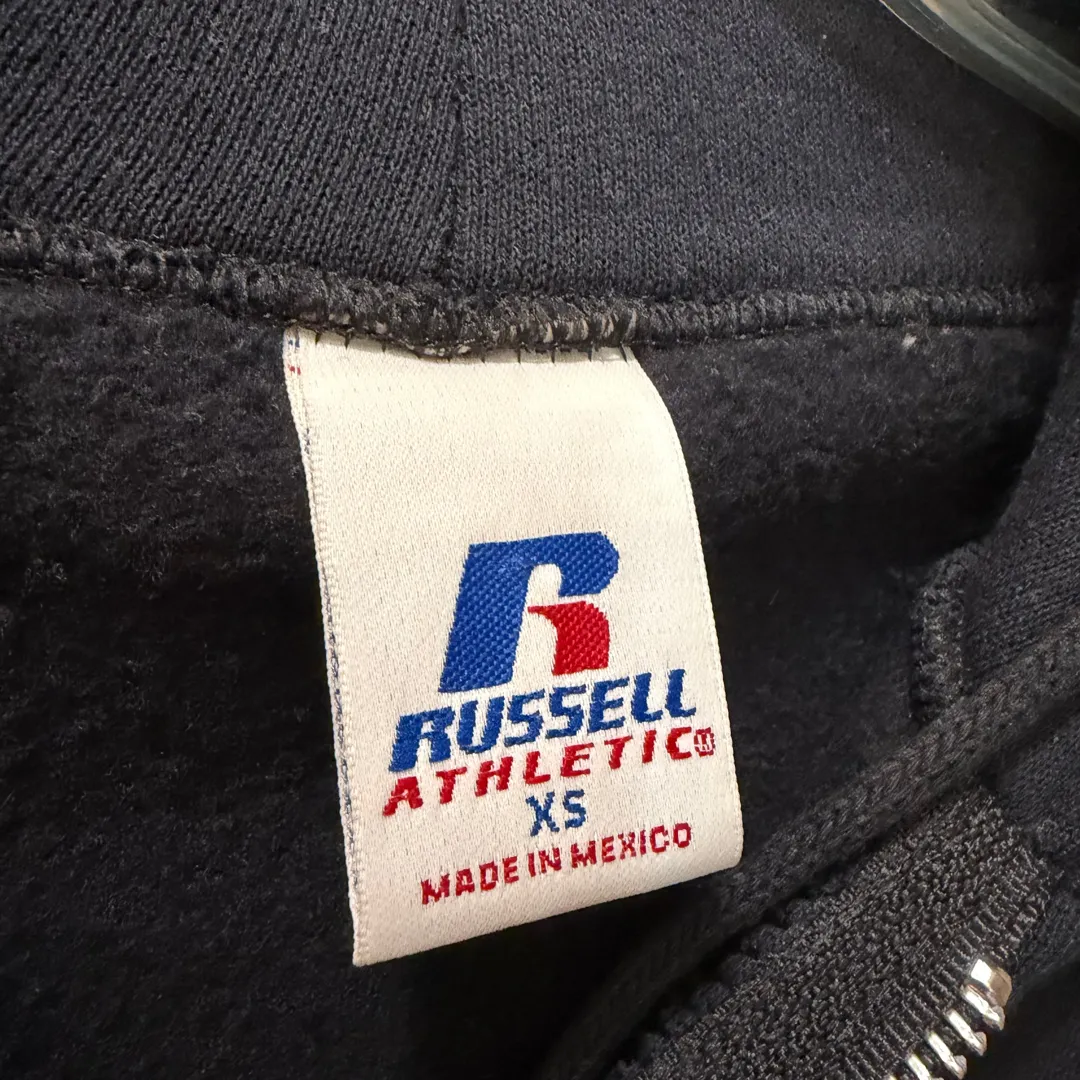 R
RUSSELL
ATHLETIC®
XS
MADE IN MEXICO